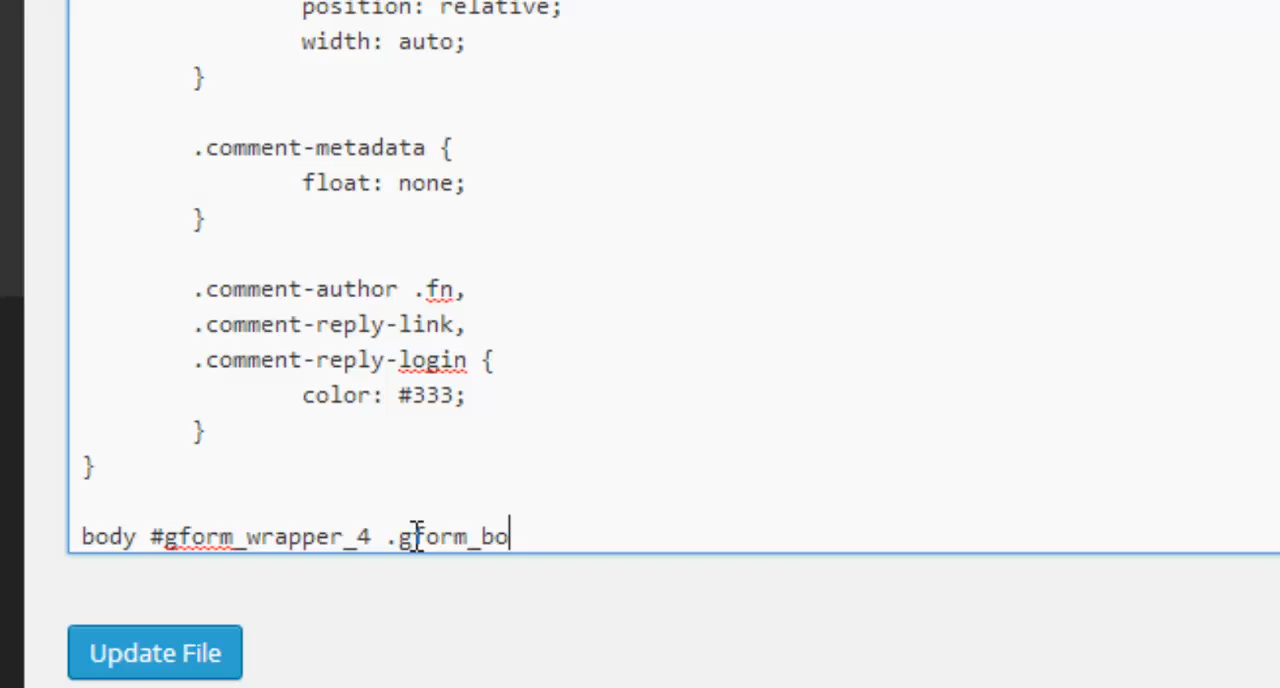 position: relative;
width: auto;
}
.comment-metadata {
float: none;
}
.comment-author .fn,
.comment-reply-link,
.comment-reply-login {
color: #333;
}
}
body #gform_wrapper_4 .gform_bo
Update File